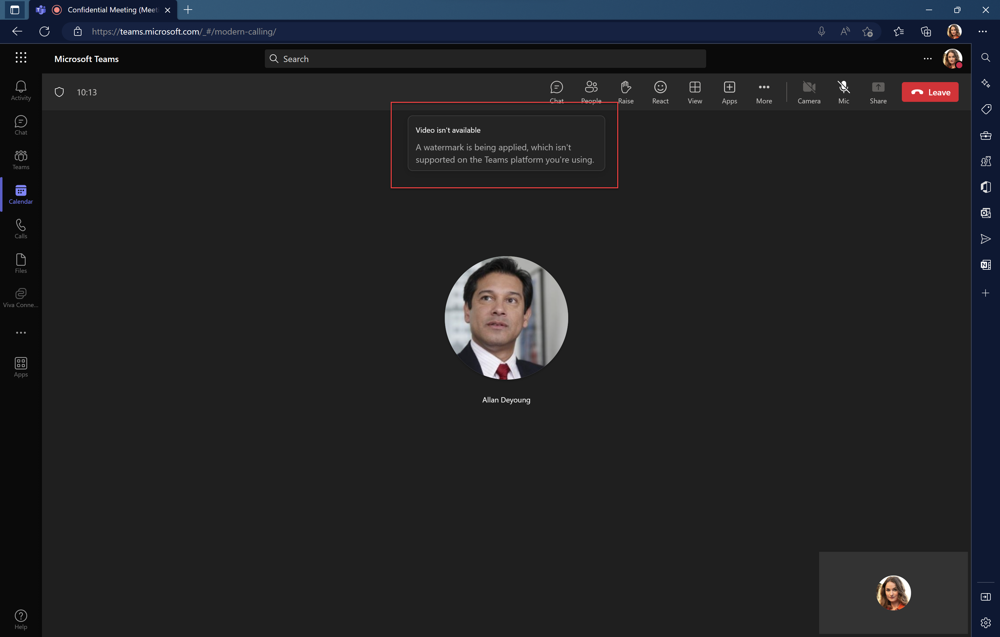 Confidential Meeting (Meeti
https://teams.microsoft.com/_#/modern-calling/
Microsoft Teams
Search
10:13
Chat
People
Raise
React
View
Apps
More
Camera
Mic
Share
Leave
Activity
Chat
Teams
Calendar
Calls
Files
Viva Conne...
Apps
Help
Video isn't available
A watermark is being applied, which isn't
supported on the Teams platform you're using.
Allan Deyoung